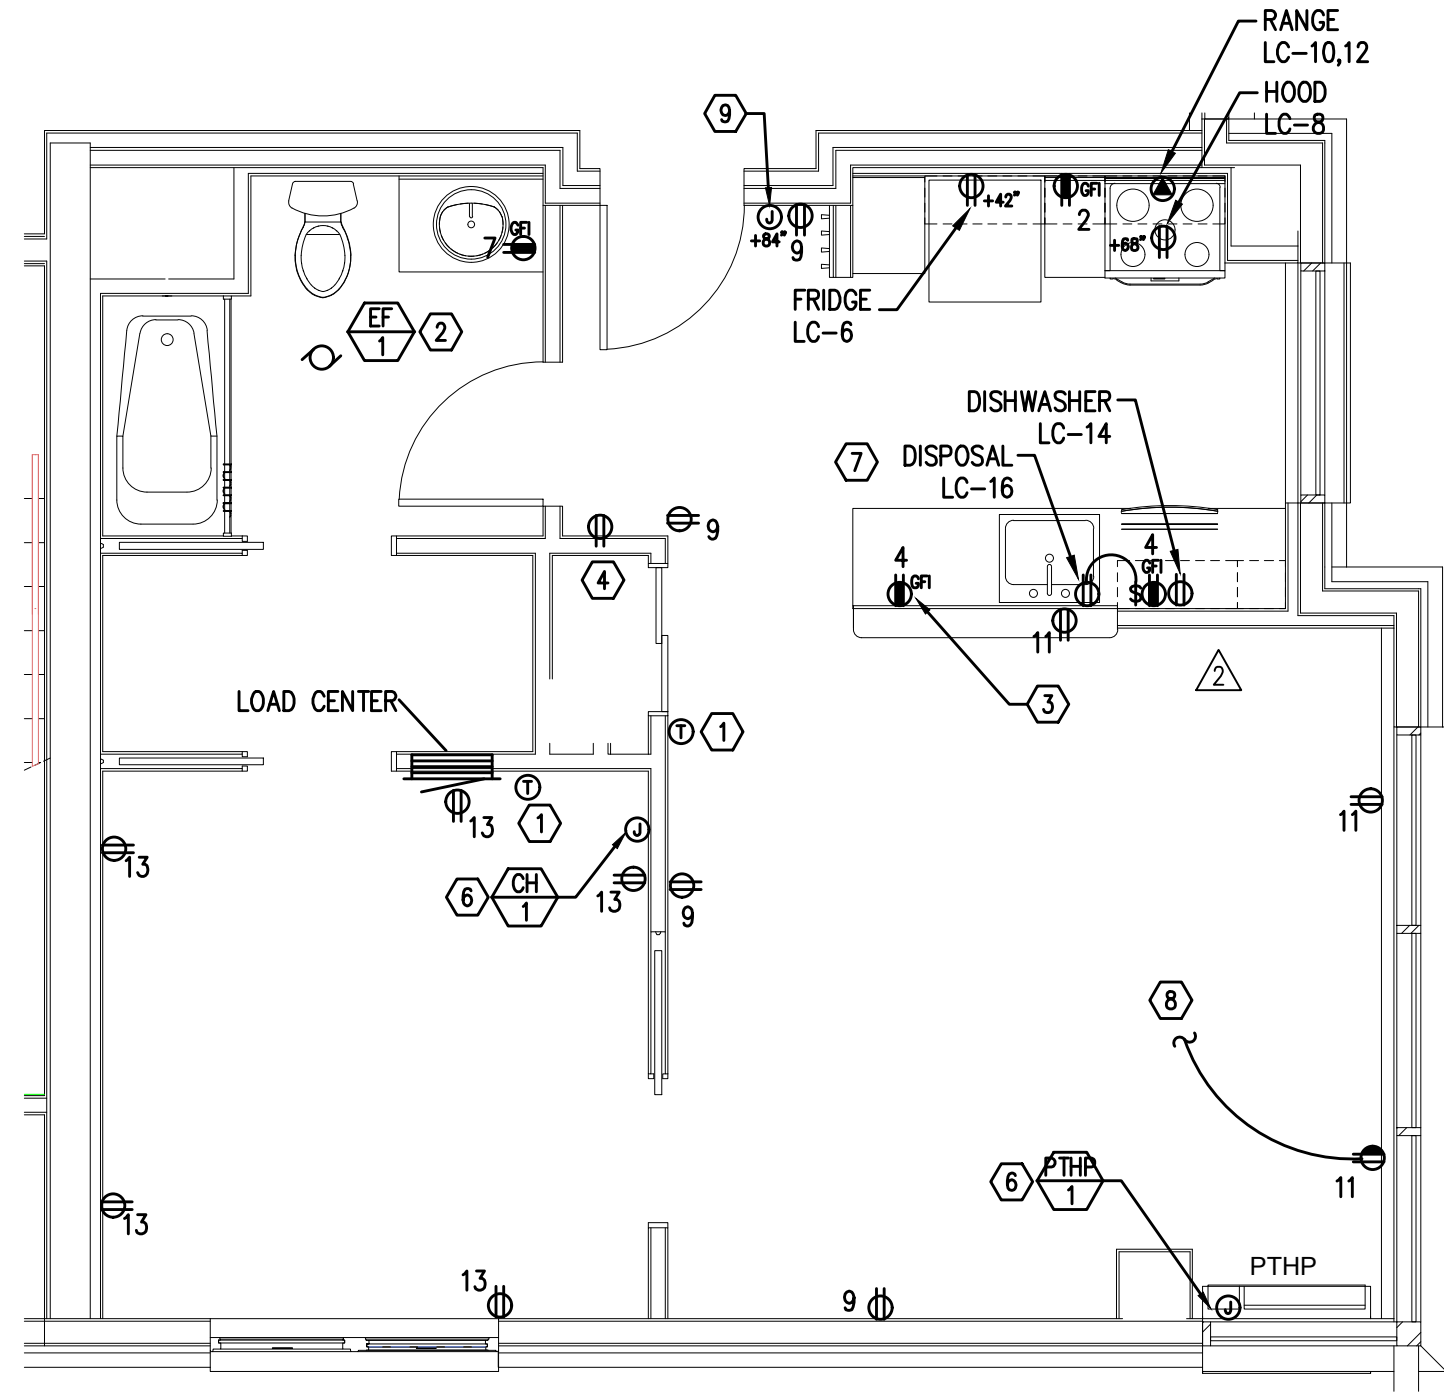 RANGE
LC-10,12
HOOD
LC-8
9
J
+84"
9
+42"
GFI
2
+68"
GFI
7
FRIDGE
LC-6
EF
1
2
DISHWASHER
LC-14
7
DISPOSAL
LC-16
9
4
4
GFI
4
GFI
S
11
3
2
LOAD CENTER
T
1
T
1
13
J
13
11
6
CH
1
13
9
8
6
PTHP
1
11
13
PTHP
13
9
J